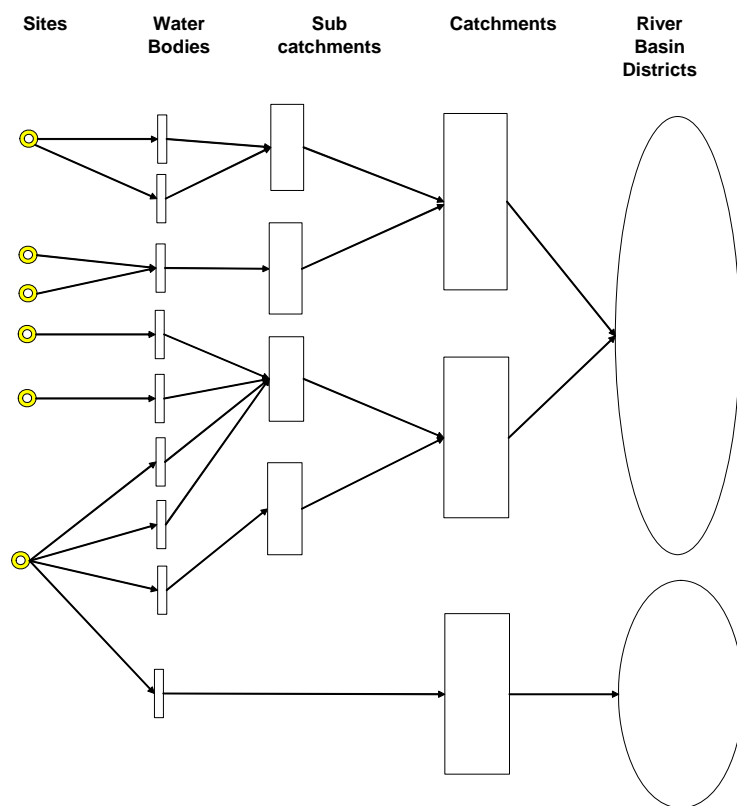 Sites
Water
Bodies
Sub
catchments
Catchments
River
Basin
Districts